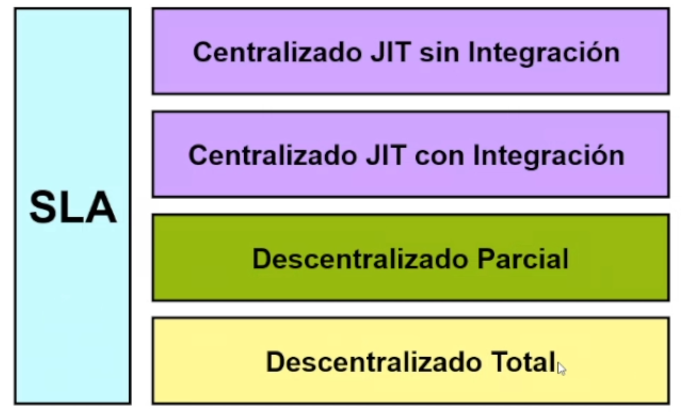 SLA
Centralizado JIT sin Integración
Centralizado JIT con Integración
Descentralizado Parcial
Descentralizado Total